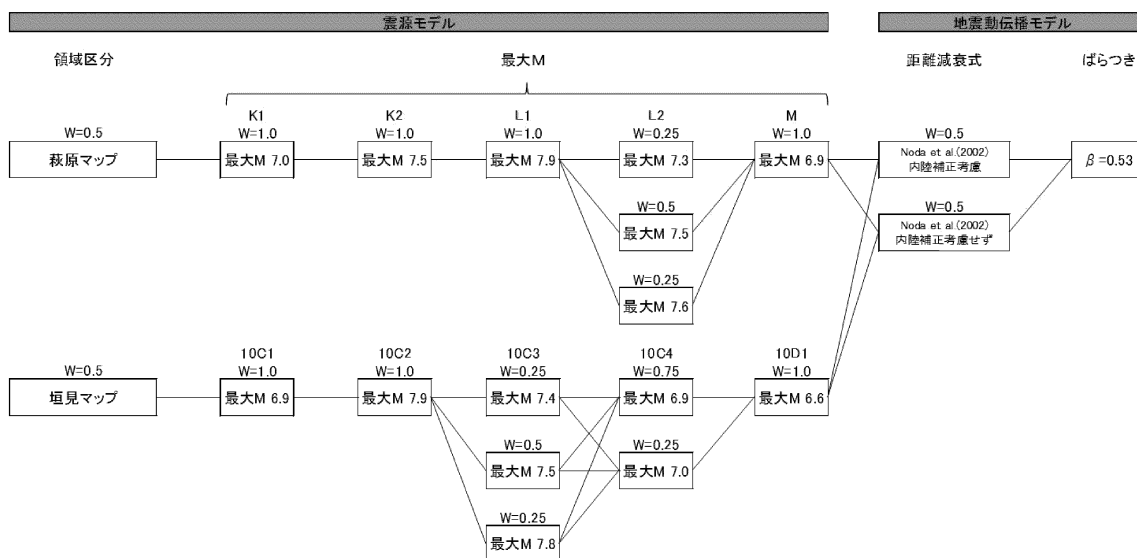 震源モデル
地震動伝播モデル
領域区分
最大M
距離減衰式
ばらつき
K1
K2
L1
L2
M
W=0.5
W=1.0
W=1.0
W=1.0
W=0.25
W=1.0
W=0.5
萩原マップ
最大M 7.0
最大M 7.5
最大M 7.9
最大M 7.3
最大M 6.9
Noda et al.(2002)
内陸補正考慮
β=0.53
W=0.5
W=0.5
最大M 7.5
Noda et al.(2002)
内陸補正考慮せず
W=0.25
最大M 7.6
10C1
10C2
10C3
10C4
10D1
W=0.5
W=1.0
W=1.0
W=0.25
W=0.75
W=1.0
垣見マップ
最大M 6.9
最大M 7.9
最大M 7.4
最大M 6.9
最大M 6.6
W=0.5
W=0.25
最大M 7.5
最大M 7.0
W=0.25
最大M 7.8